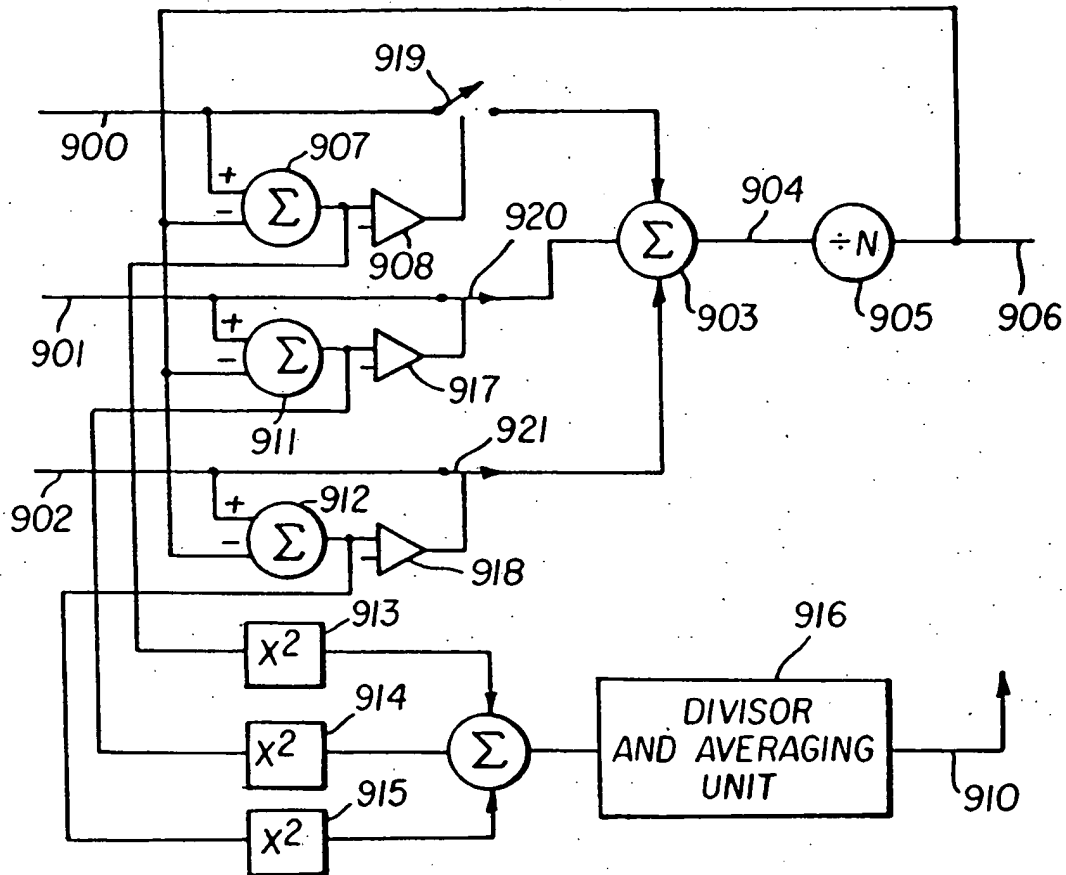 919
900
907
+
Σ
−
908
920
904
Σ
903
÷N
905
906
901
+
Σ
−
911
917
921
902
+
912
Σ
−
918
913
X²
914
X²
915
X²
Σ
916
DIVISOR
AND AVERAGING
UNIT
910